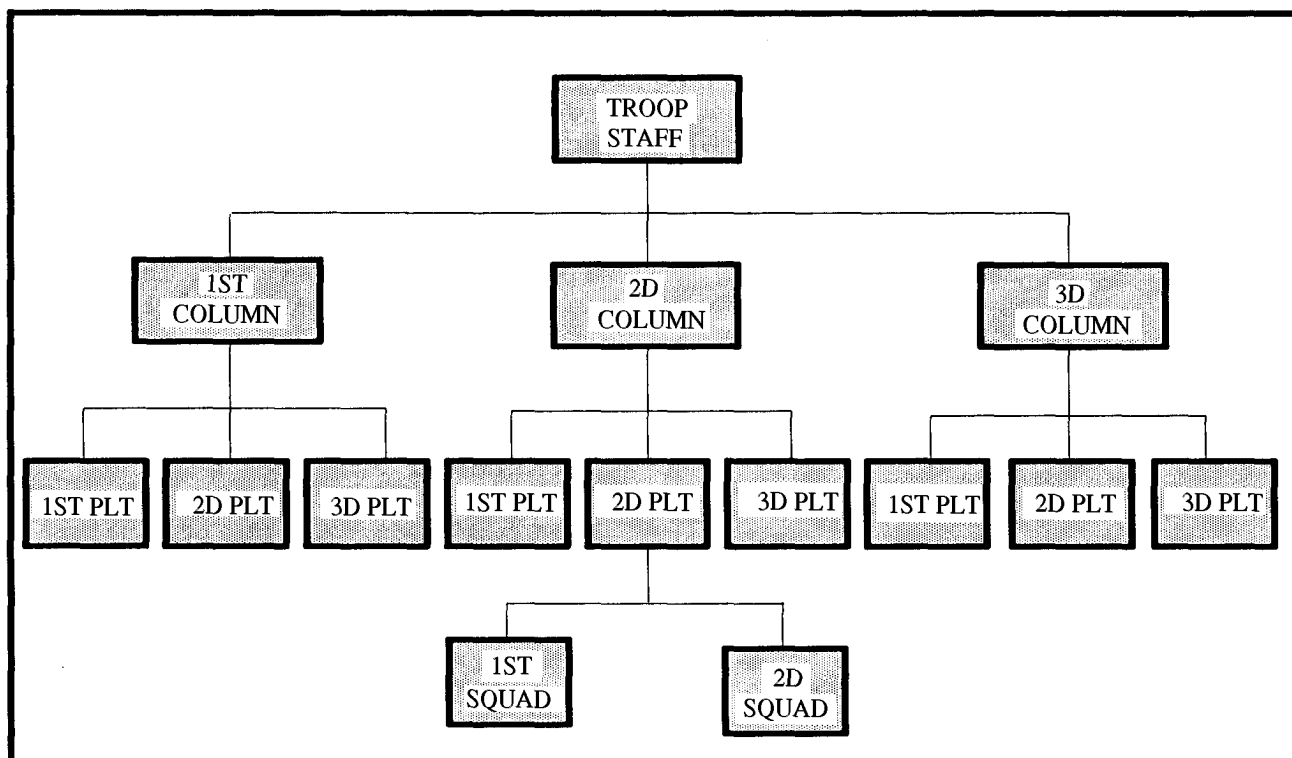 TROOP
STAFF
1ST
COLUMN
2D
COLUMN
3D
COLUMN
1ST PLT
2D PLT
3D PLT
1ST PLT
2D PLT
3D PLT
1ST PLT
2D PLT
3D PLT
1ST
SQUAD
2D
SQUAD